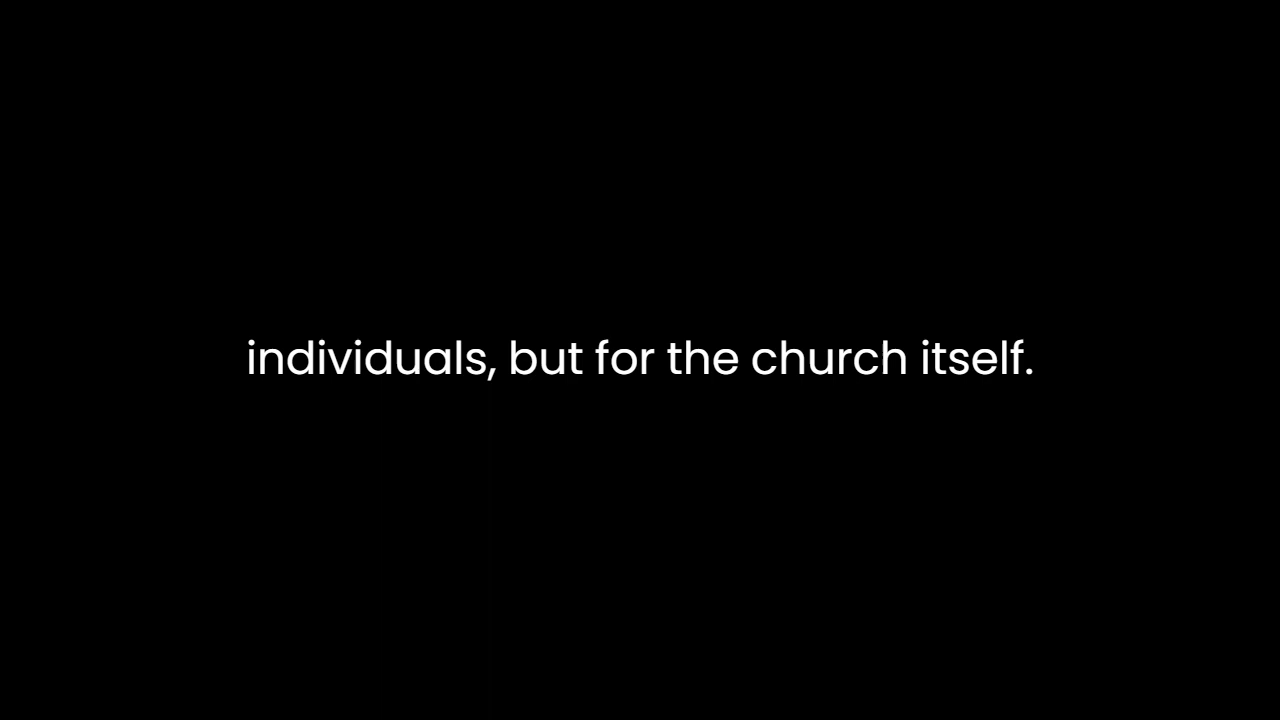 individuals, but for the church itself.